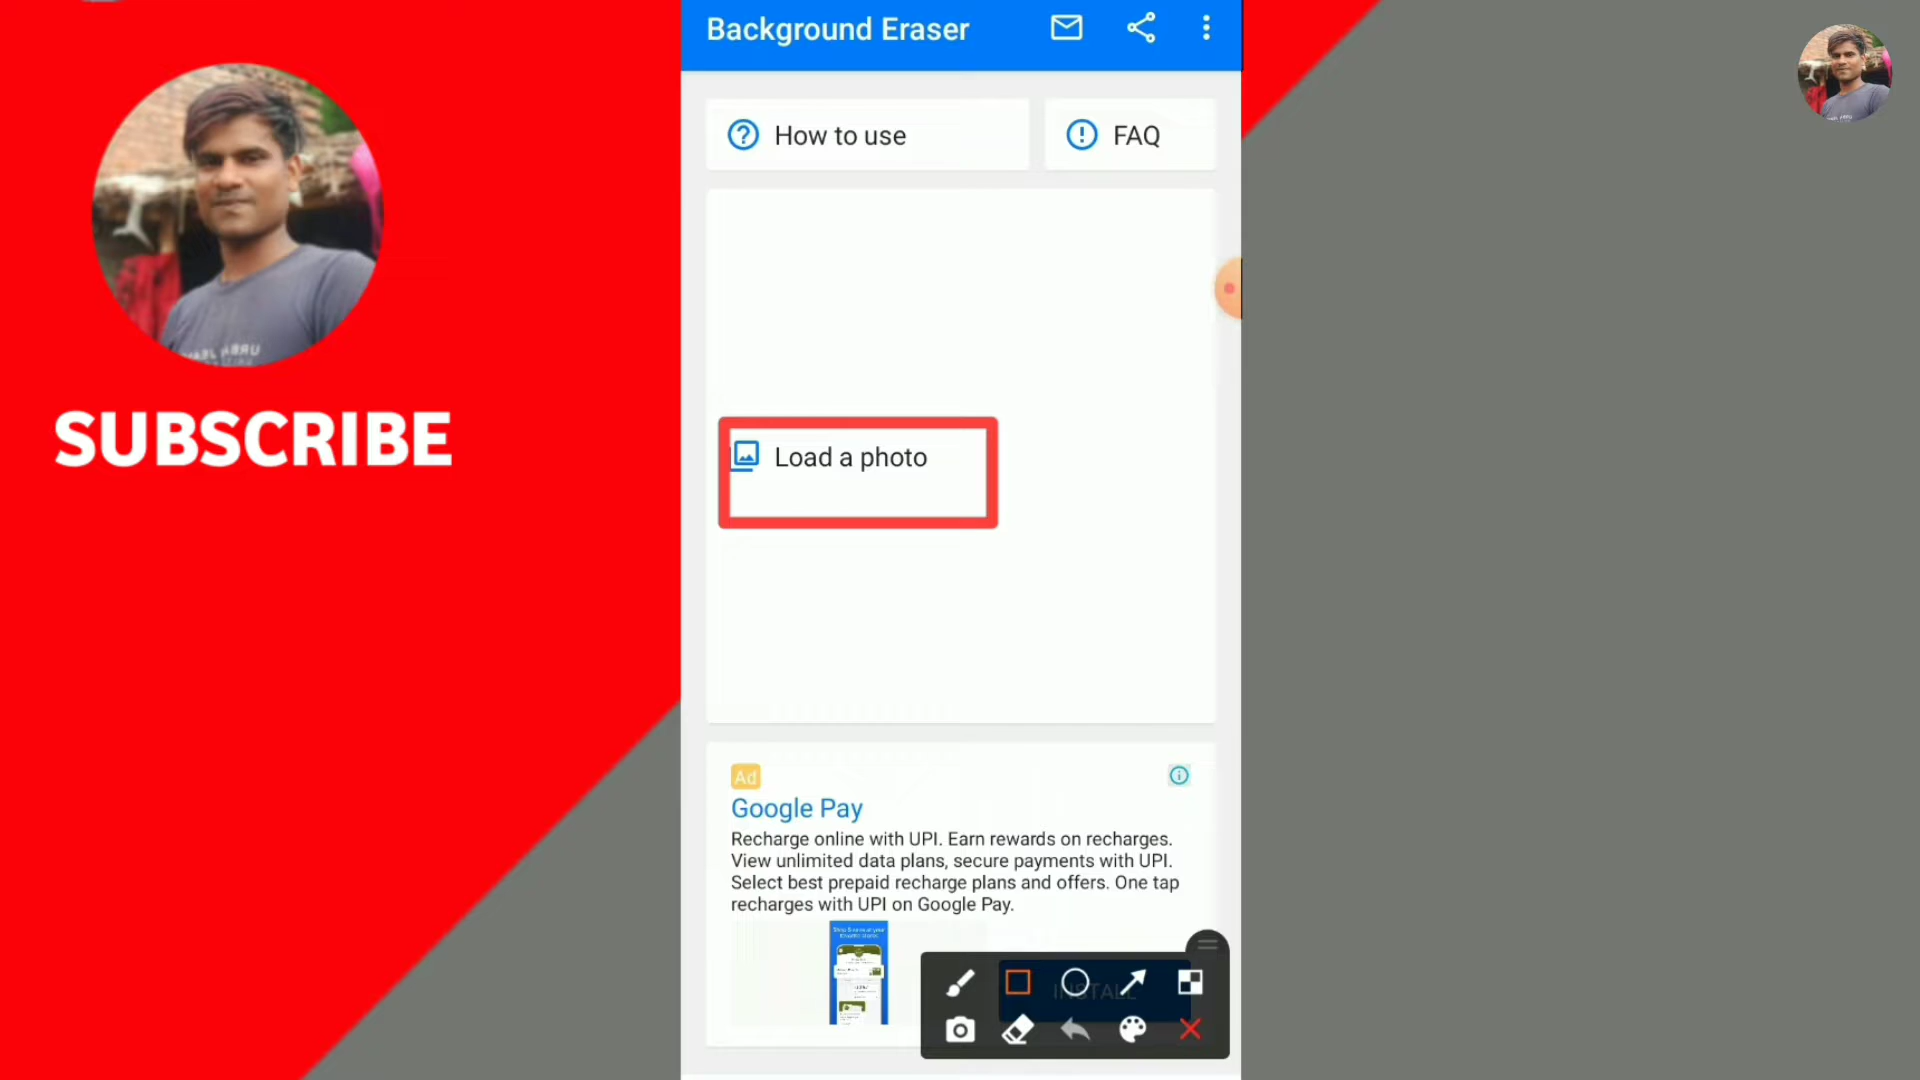 Background Eraser
How to use
FAQ
SUBSCRIBE
Load a photo
Ad
Google Pay
Recharge online with UPI. Earn rewards on recharges.
View unlimited data plans, secure payments with UPI.
Select best prepaid recharge plans and offers. One tap
recharges with UPI on Google Pay.
INSTALL